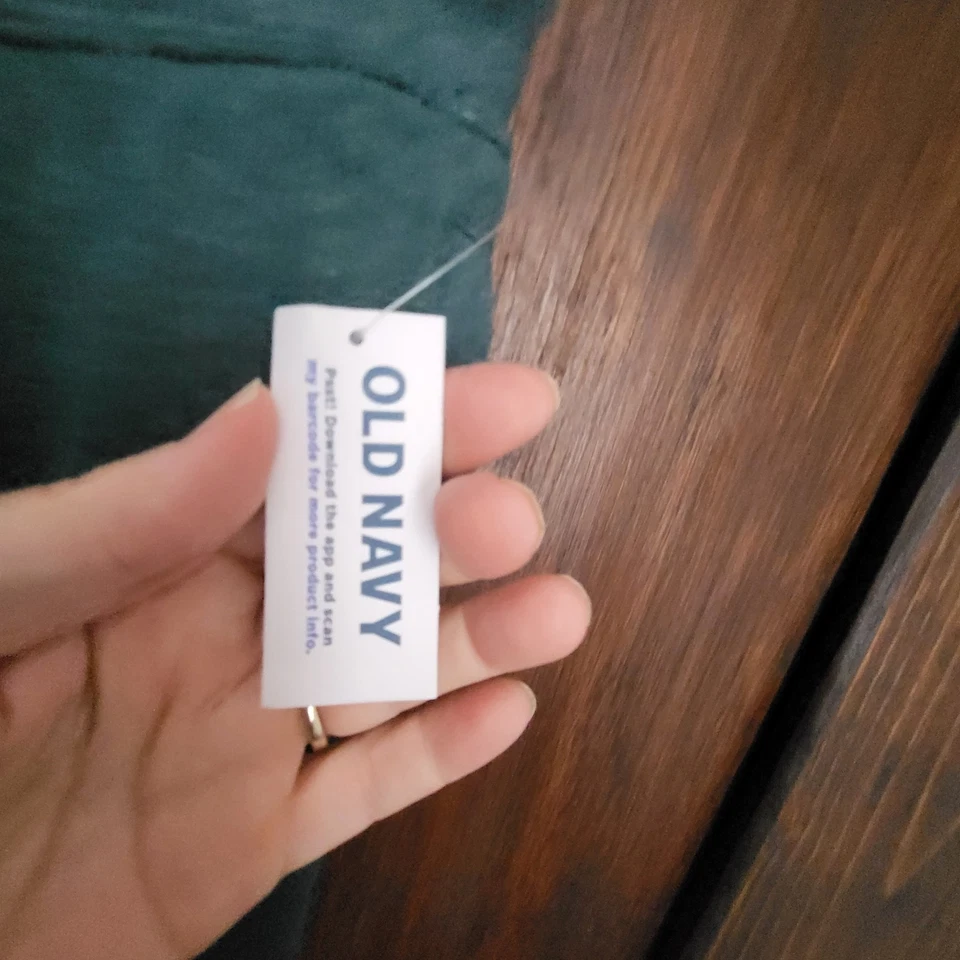 OLD NAVY
Psst! Download the app and scan
my barcode for more product info.